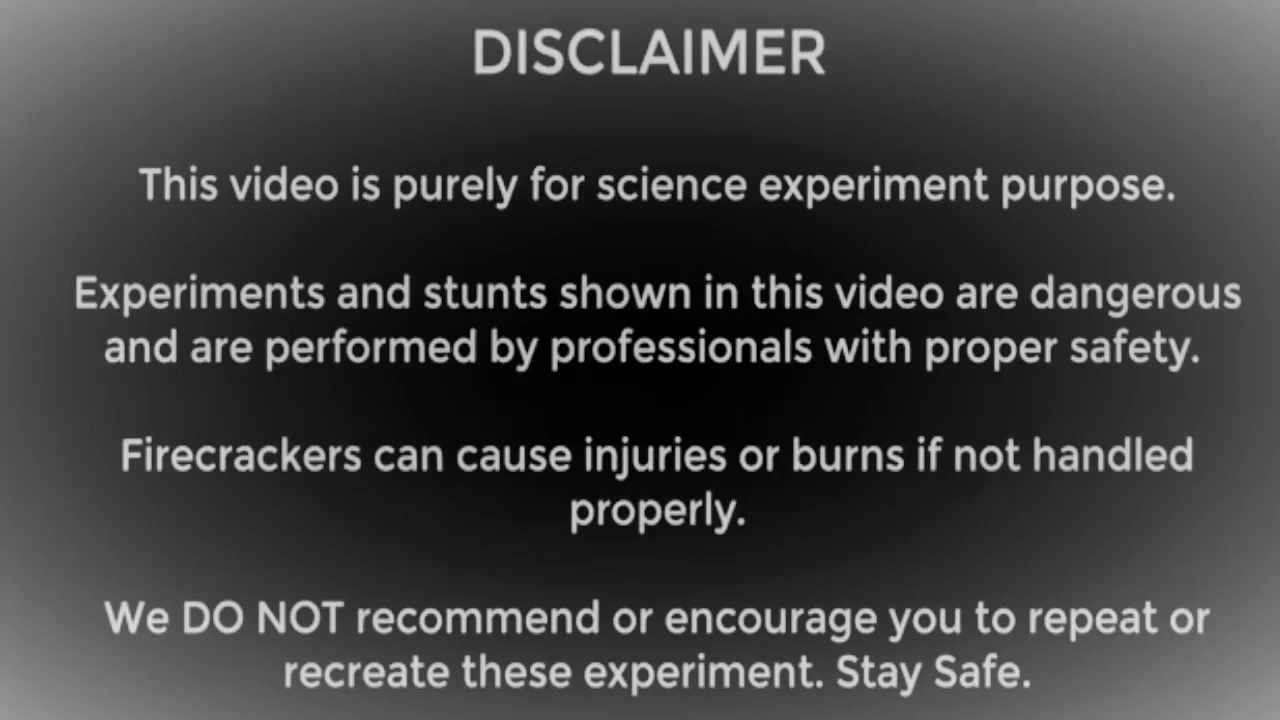 DISCLAIMER
This video is purely for science experiment purpose.
Experiments and stunts shown in this video are dangerous
and are performed by professionals with proper safety.
Firecrackers can cause injuries or burns if not handled
properly.
We DO NOT recommend or encourage you to repeat or
recreate these experiment. Stay Safe.